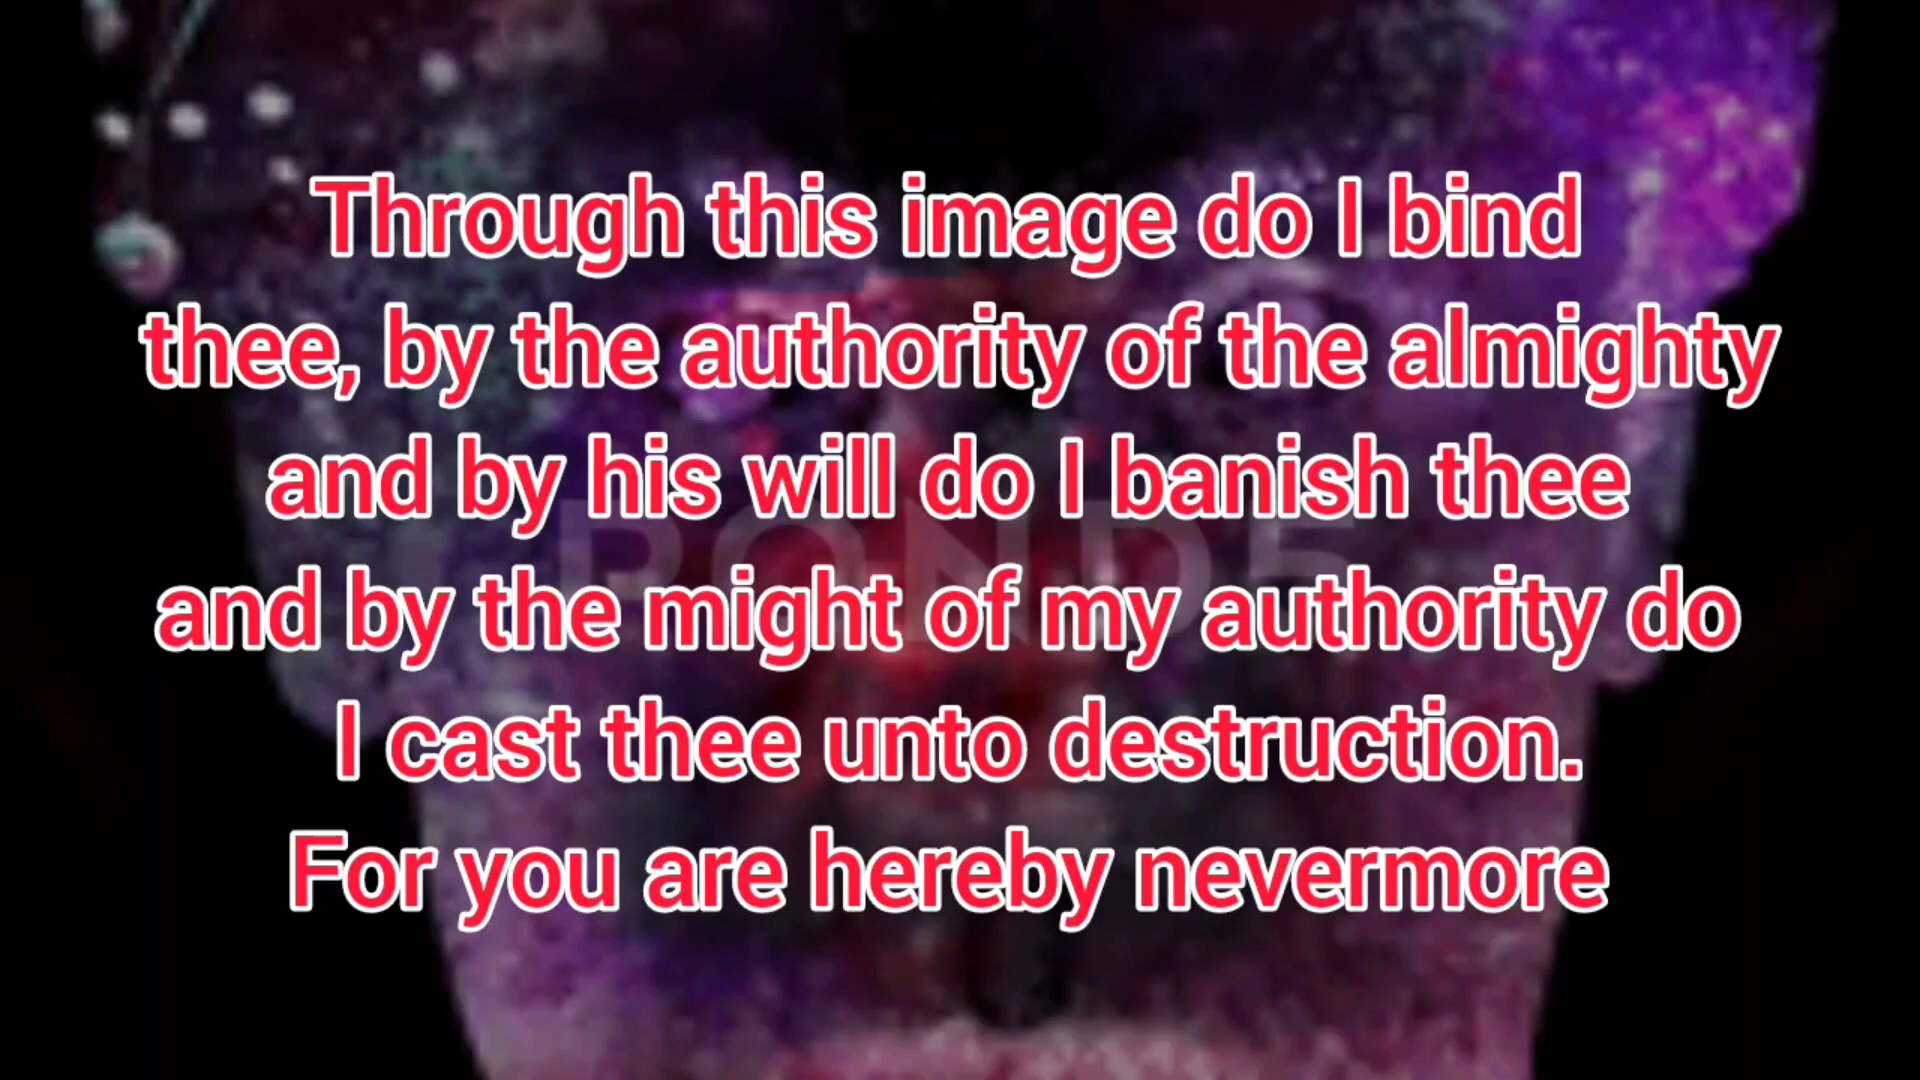 Through this image do I bind
thee, by the authority of the almighty
and by his will do I banish thee
and by the might of my authority do
I cast thee unto destruction.
For you are hereby nevermore
POND5